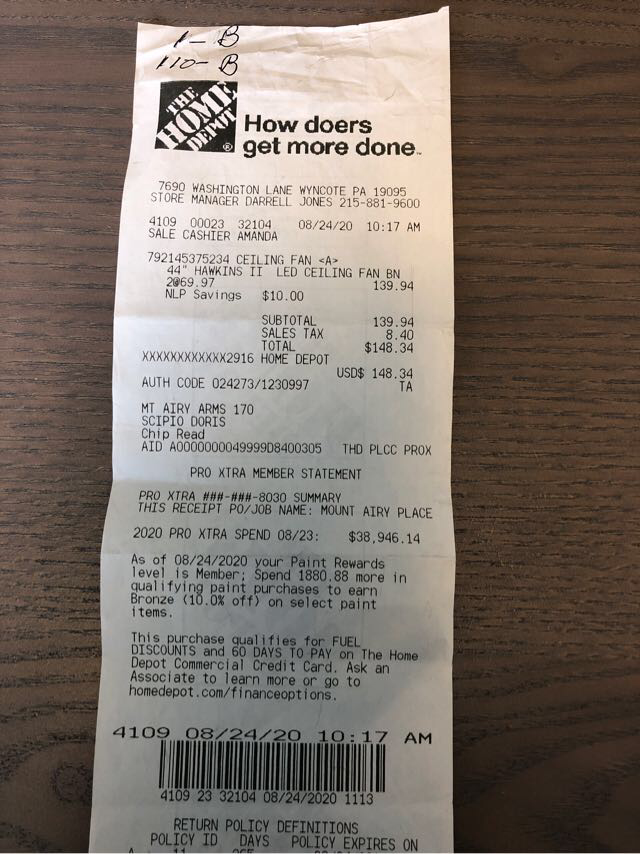 1- B
110- B
THE
HOME
DEPOT
®
How doers
get more done™
7690 WASHINGTON LANE WYNCOTE PA 19095
STORE MANAGER DARRELL JONES 215-881-9600
4109 00023 32104 08/24/20 10:17 AM
SALE CASHIER AMANDA
792145375234 CEILING FAN <A>
44" HAWKINS II LED CEILING FAN BN
2@69.97 139.94
NLP Savings $10.00
SUBTOTAL 139.94
SALES TAX 8.40
TOTAL $148.34
XXXXXXXXXXXX2916 HOME DEPOT
USD$ 148.34
AUTH CODE 024273/1230997 TA
MT AIRY ARMS 170
SCIPIO DORIS
Chip Read
AID A0000000049999D8400305 THD PLCC PROX
PRO XTRA MEMBER STATEMENT
PRO XTRA ###-###-8030 SUMMARY
THIS RECEIPT PO/JOB NAME: MOUNT AIRY PLACE
2020 PRO XTRA SPEND 08/23: $38,946.14
As of 08/24/2020 your Paint Rewards
level is Member; Spend 1880.88 more in
qualifying paint purchases to earn
Bronze (10.0% off) on select paint
items.
This purchase qualifies for FUEL
DISCOUNTS and 60 DAYS TO PAY on The Home
Depot Commercial Credit Card. Ask an
Associate to learn more or go to
homedepot.com/financeoptions.
4109 08/24/20 10:17 AM
4109 23 32104 08/24/2020 1113
RETURN POLICY DEFINITIONS
POLICY ID DAYS POLICY EXPIRES ON